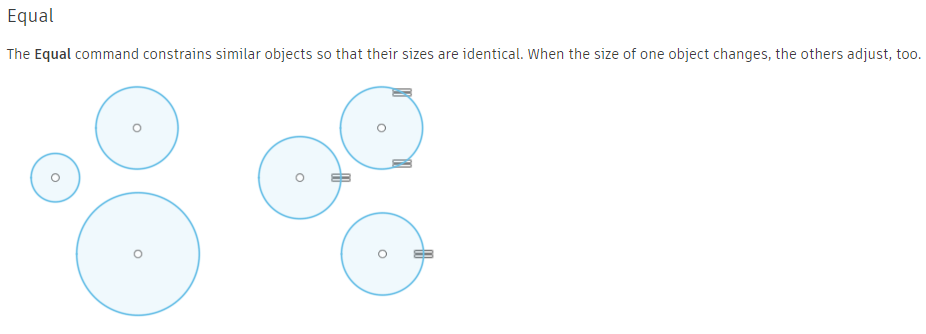 Equal
The Equal command constrains similar objects so that their sizes are identical. When the size of one object changes, the others adjust, too.